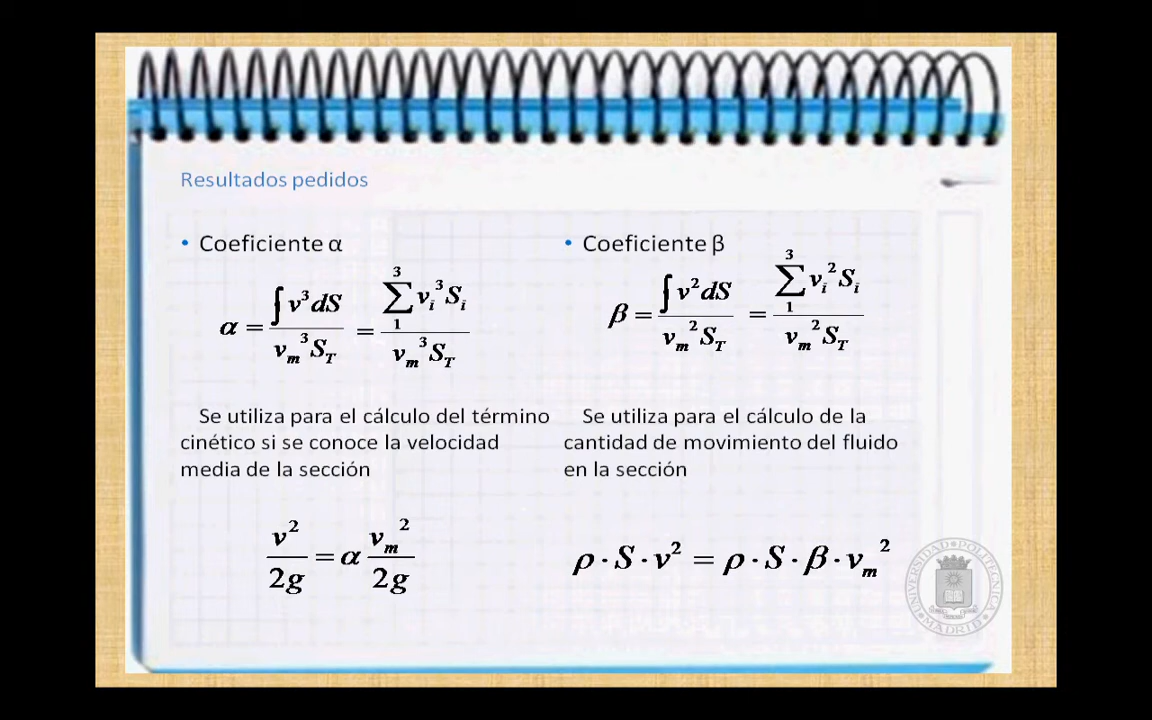 Resultados pedidos
• Coeficiente α
α = ∫v³dS / v_m³ S_T = Σ₁³ v_i³ S_i / v_m³ S_T
Se utiliza para el cálculo del término
cinético si se conoce la velocidad
media de la sección
v² / 2g = α v_m² / 2g
• Coeficiente β
β = ∫v²dS / v_m² S_T = Σ₁³ v_i² S_i / v_m² S_T
Se utiliza para el cálculo de la
cantidad de movimiento del fluido
en la sección
ρ · S · v² = ρ · S · β · v_m²
UNIVERSIDAD POLITÉCNICA
MADRID